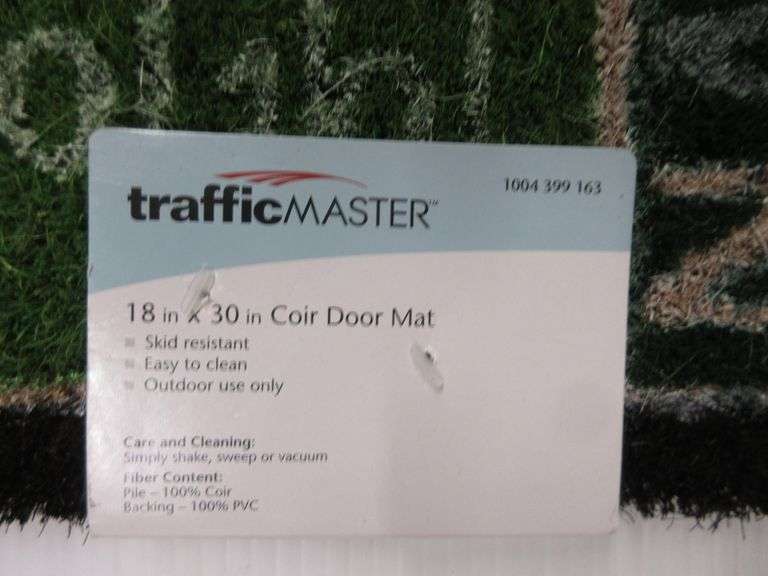 trafficMASTER™
1004 399 163
18 in x 30 in Coir Door Mat
Skid resistant
Easy to clean
Outdoor use only
Care and Cleaning:
Simply shake, sweep or vacuum
Fiber Content:
Pile – 100% Coir
Backing – 100% PVC